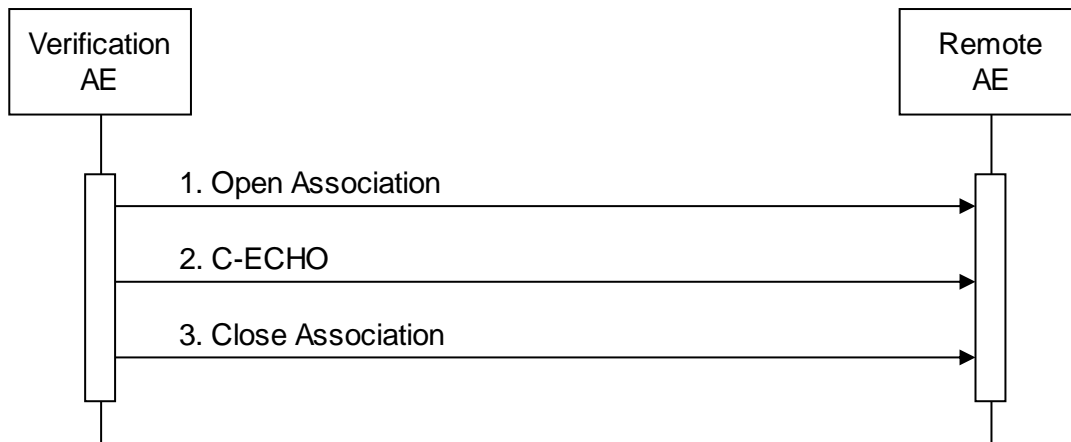 Verification
AE
Remote
AE
1. Open Association
2. C-ECHO
3. Close Association